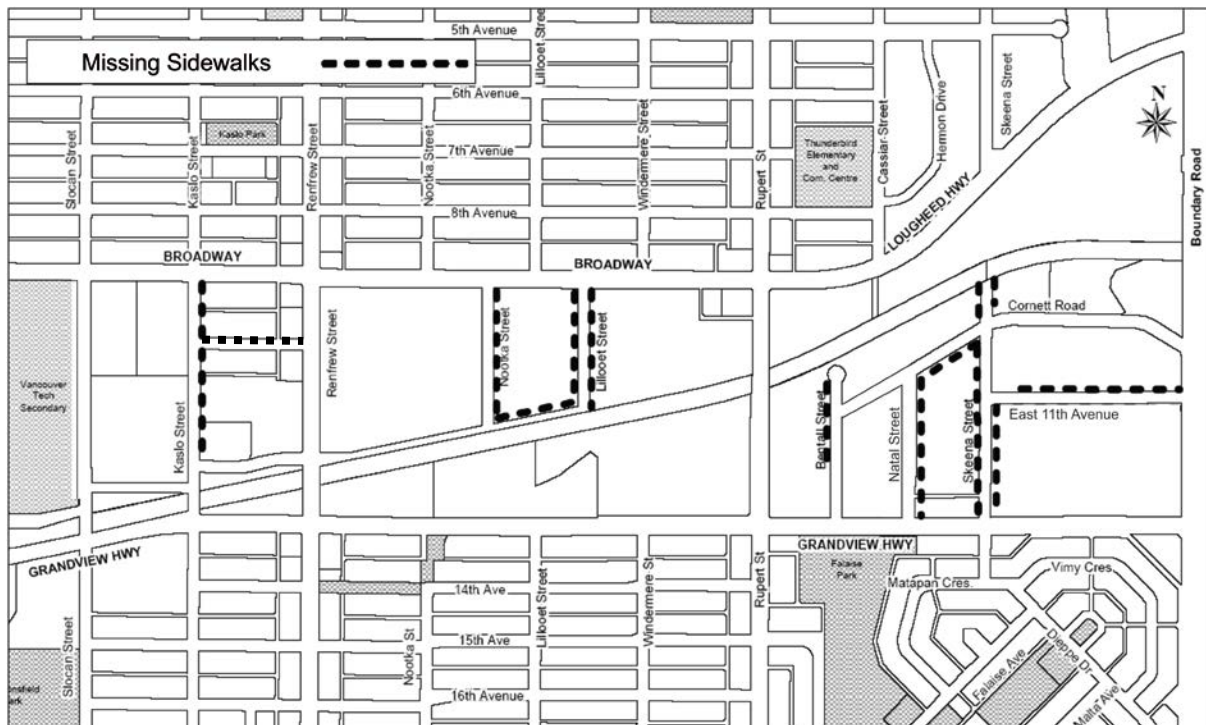 5th Avenue
Lillooet Street
Missing Sidewalks
6th Avenue
Skeena Street
Hermon Drive
N
Kaslo Park
Slocan Street
Kaslo Street
Renfrew Street
Nootka Street
7th Avenue
Windermere Street
Rupert St
Thunderbird
Elementary
and
Com. Centre
Cassiar Street
Boundary Road
8th Avenue
LOUGHEED HWY
BROADWAY
BROADWAY
Cornett Road
Renfrew Street
Nootka Street
Lillooet Street
Vancouver
Tech
Secondary
Kaslo Street
Bentall Street
Natal Street
Skeena Street
East 11th Avenue
GRANDVIEW HWY
GRANDVIEW HWY
Falaise
Park
Matapan Cres.
Vimy Cres.
14th Ave
Lillooet Street
Windermere St
Rupert St
Slocan Street
Nootka St
15th Ave
Dieppe Dr
Falaise Ave
Malta Ave
16th Avenue
onsfield
ark